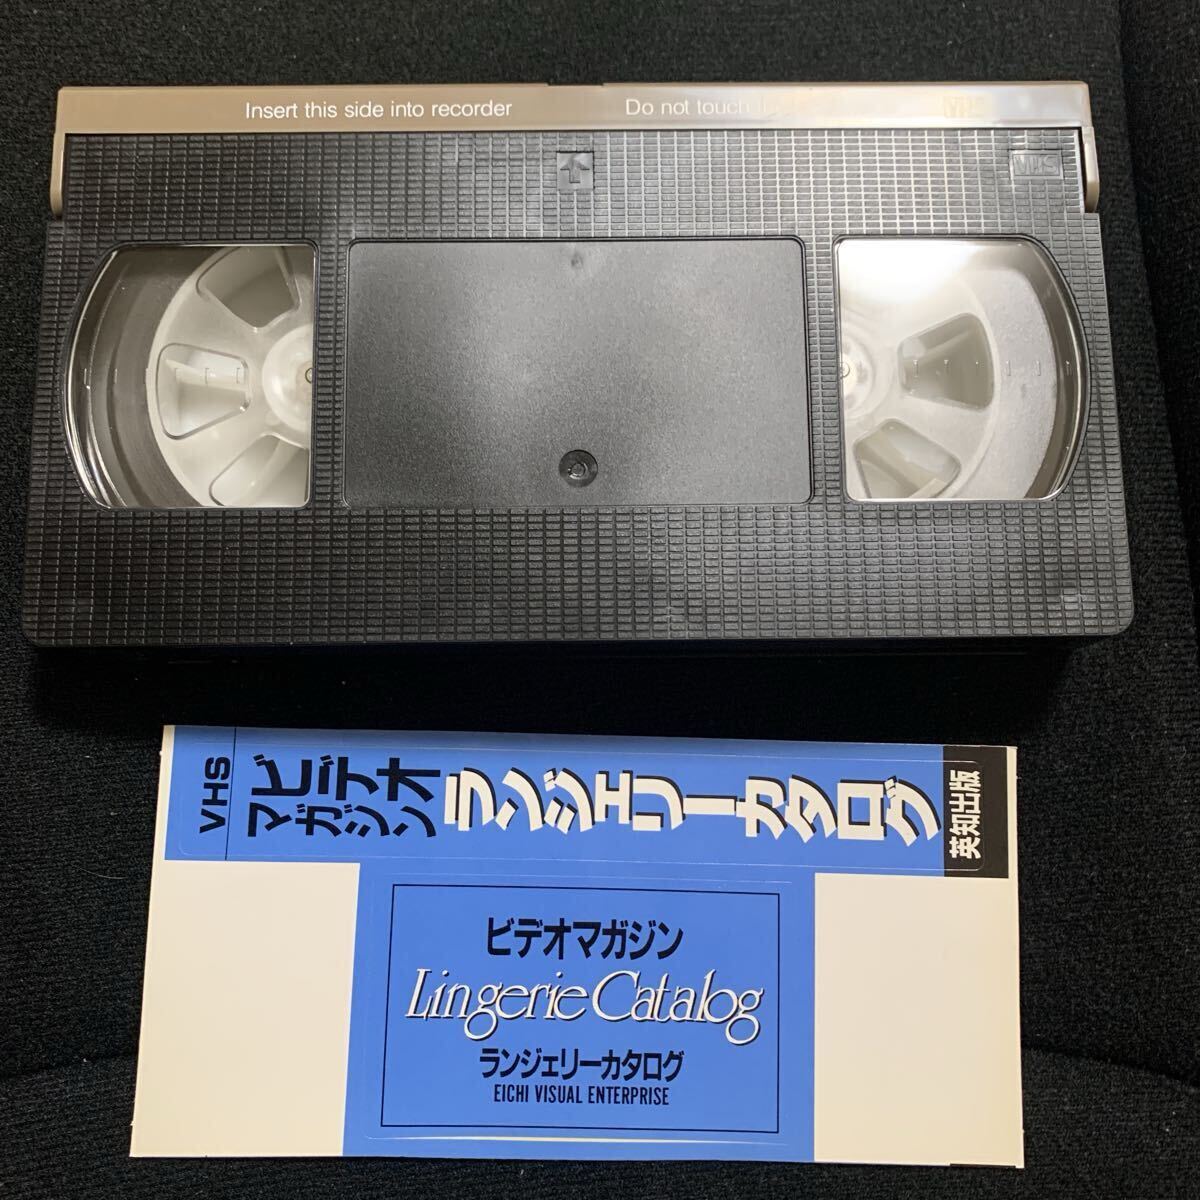 Insert this side into recorder
Do not touch
VHS
VHS
VHS
ビデオ
マガジン
ランジェリーカタログ
英知出版
ビデオマガジン
Lingerie Catalog
ランジェリーカタログ
EICHI VISUAL ENTERPRISE